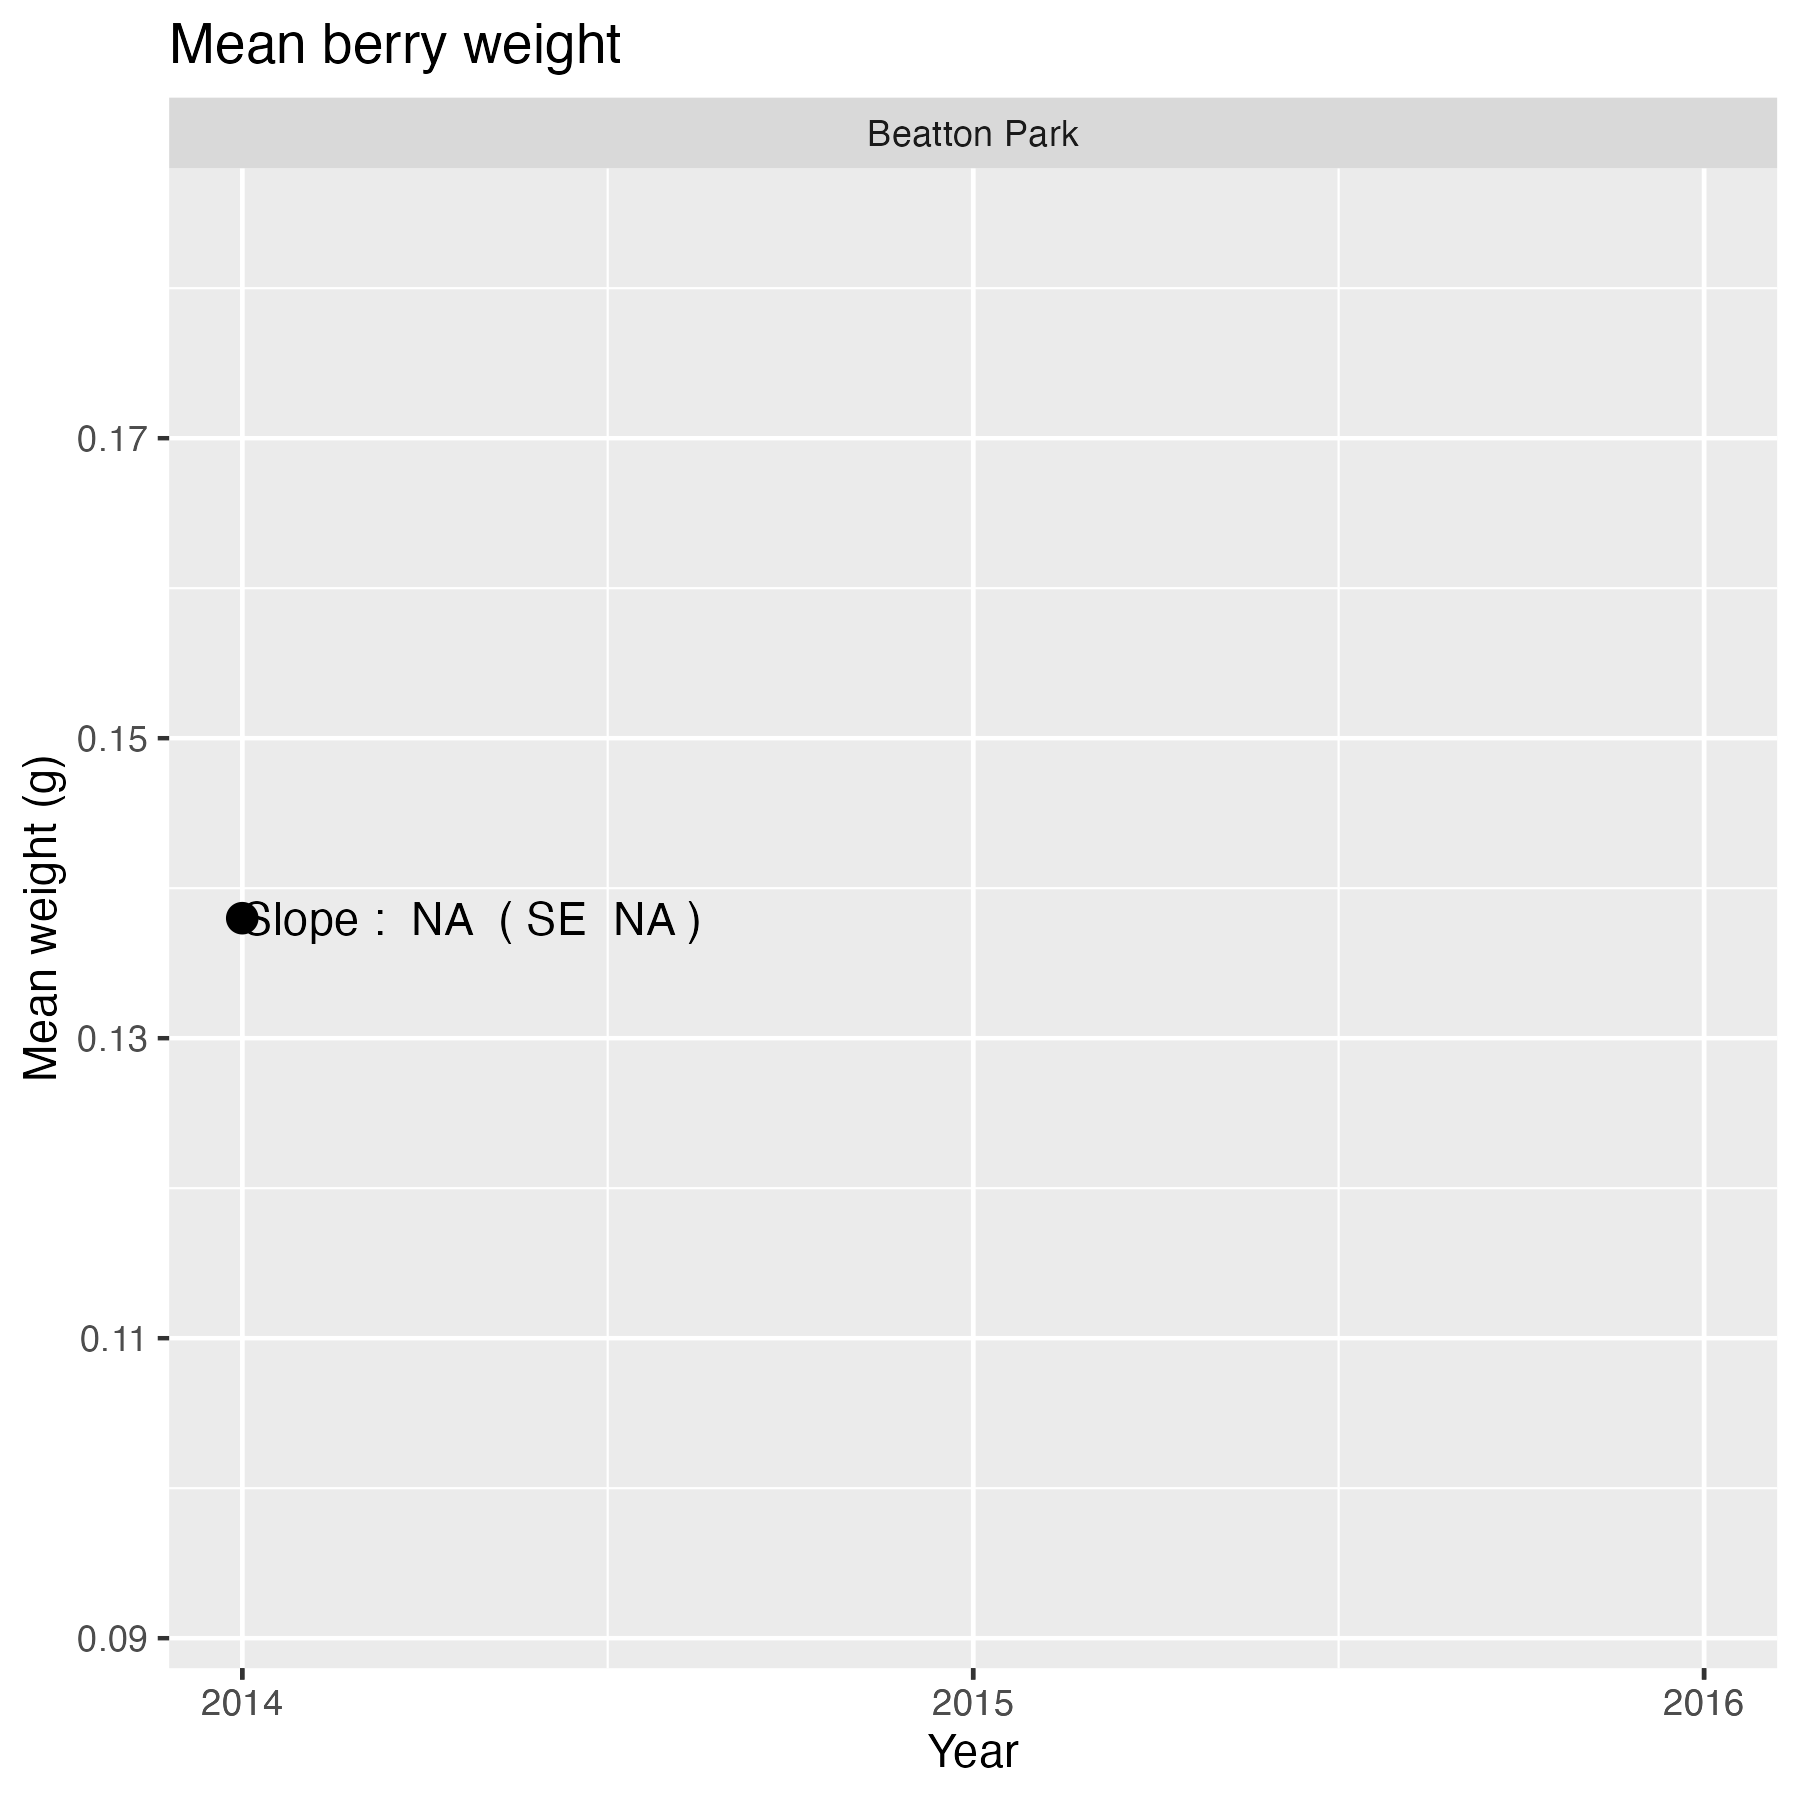 Mean berry weight
Beatton Park
Mean weight (g)
0.17
0.15
Slope :  NA  ( SE  NA )
0.13
0.11
0.09
2014 2015 2016
Year